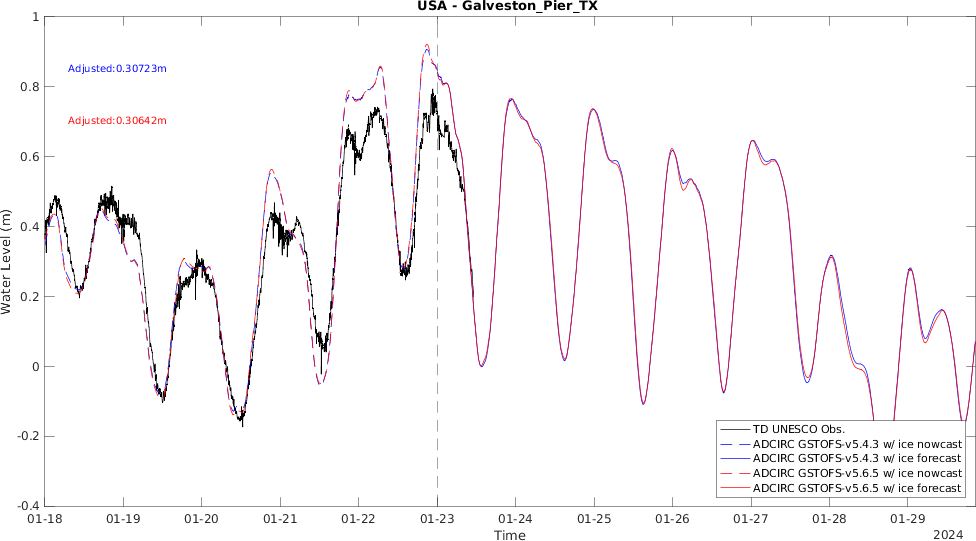 USA - Galveston_Pier_TX
Adjusted:0.30723m
Adjusted:0.30642m
Water Level (m)
1
0.8
0.6
0.4
0.2
0
-0.2
-0.4
TD UNESCO Obs.
ADCIRC GSTOFS-v5.4.3 w/ ice nowcast
ADCIRC GSTOFS-v5.4.3 w/ ice forecast
ADCIRC GSTOFS-v5.6.5 w/ ice nowcast
ADCIRC GSTOFS-v5.6.5 w/ ice forecast
01-18 01-19 01-20 01-21 01-22 01-23 01-24 01-25 01-26 01-27 01-28 01-29
Time
2024